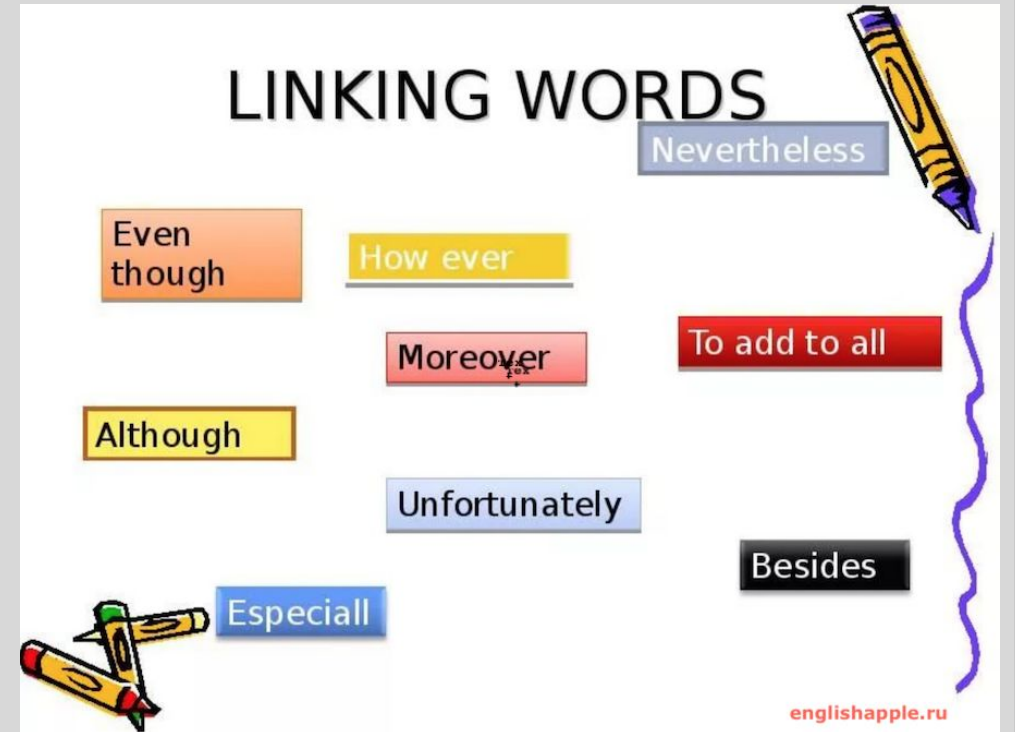 LINKING WORDS
Nevertheless
Even
though
How ever
Moreover
To add to all
Although
Unfortunately
Besides
Especiall
englishapple.ru